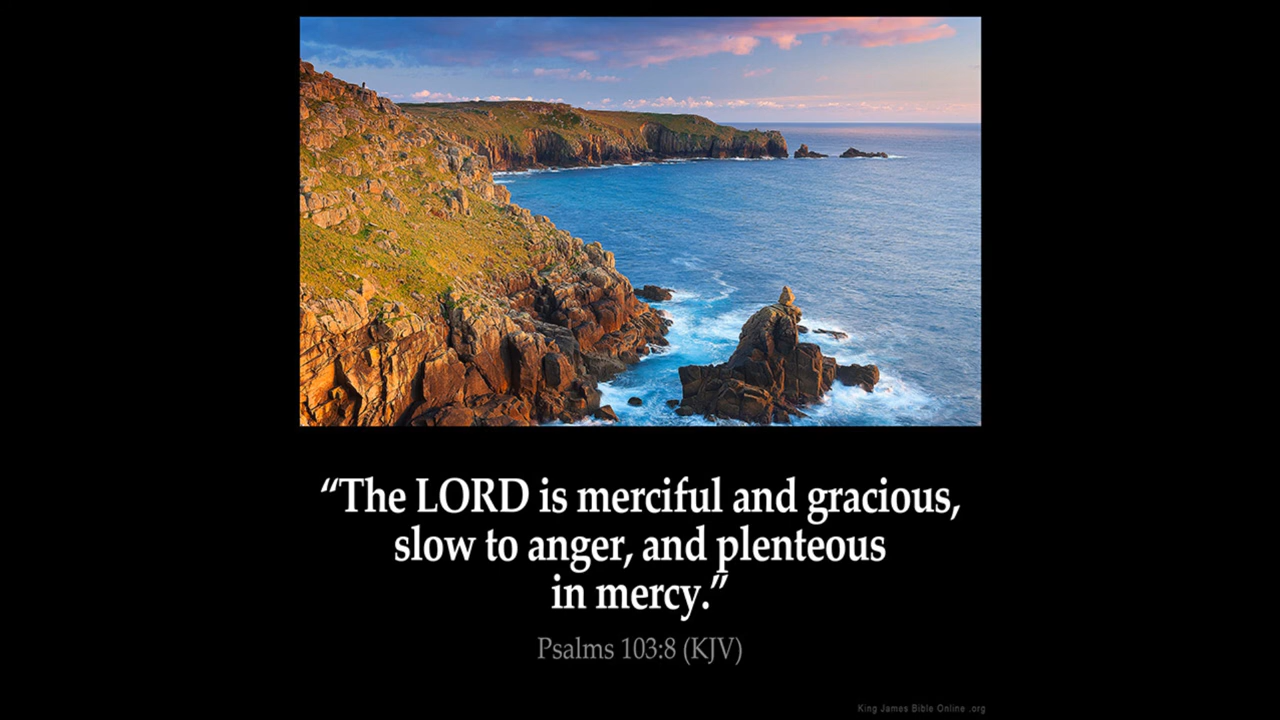 “The LORD is merciful and gracious,
slow to anger, and plenteous
in mercy.”
Psalms 103:8 (KJV)
King James Bible Online .org